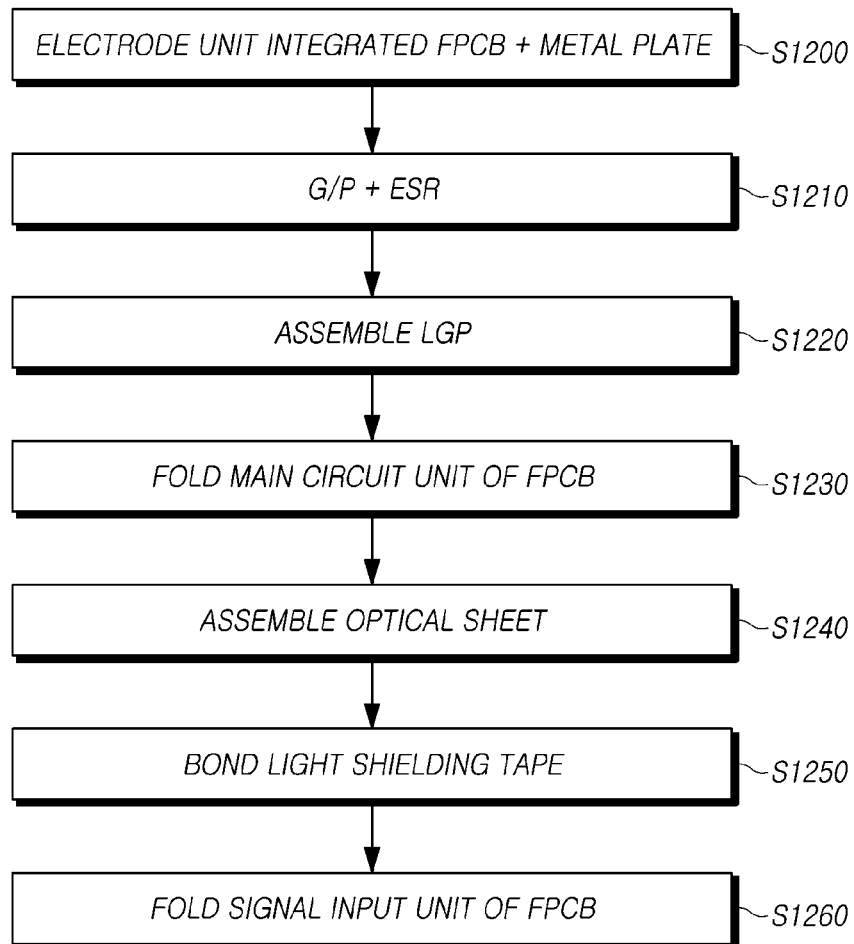 ELECTRODE UNIT INTEGRATED FPCB + METAL PLATE
S1200
G/P + ESR
S1210
ASSEMBLE LGP
S1220
FOLD MAIN CIRCUIT UNIT OF FPCB
S1230
ASSEMBLE OPTICAL SHEET
S1240
BOND LIGHT SHIELDING TAPE
S1250
FOLD SIGNAL INPUT UNIT OF FPCB
S1260